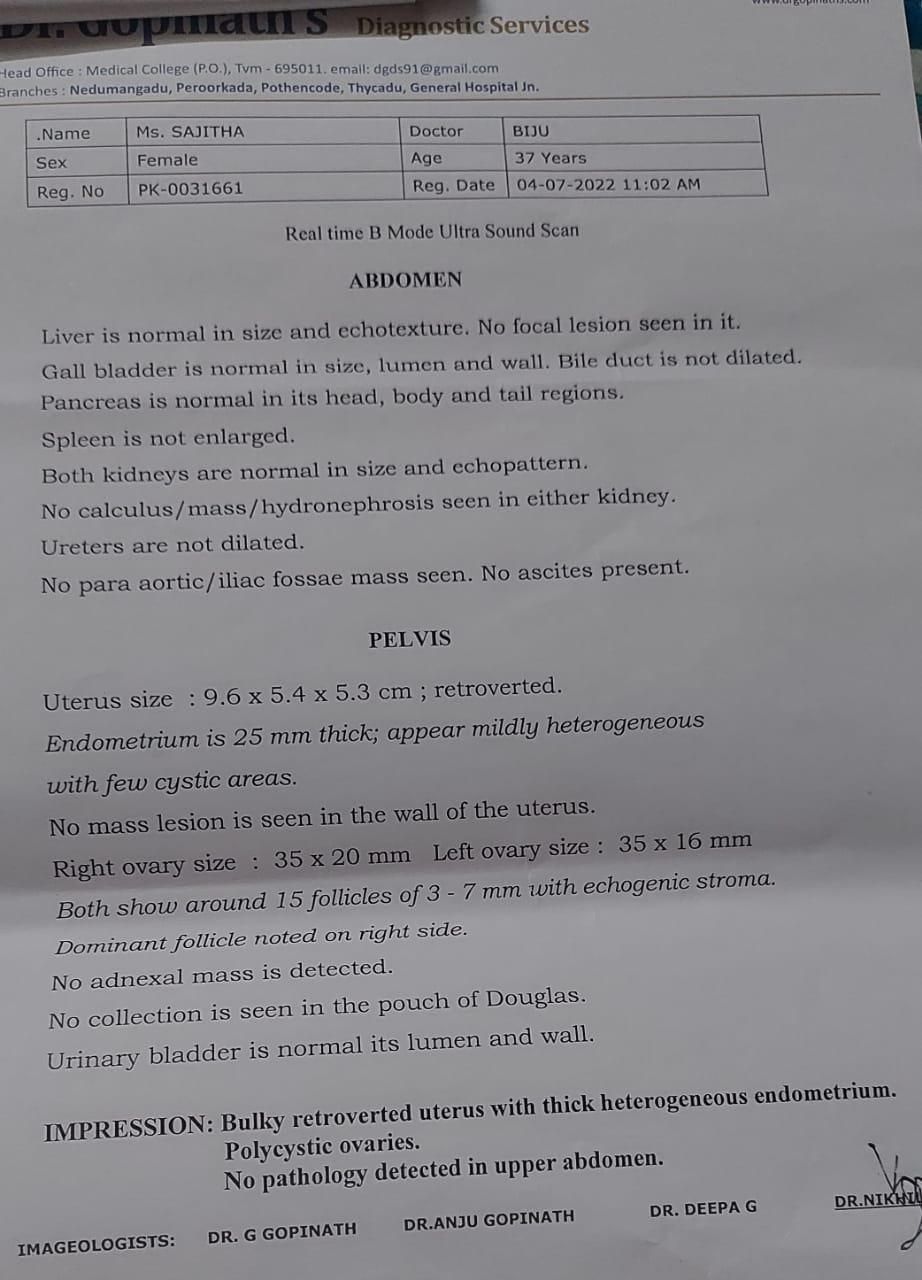 Dr. Gopinath's Diagnostic Services
Head Office : Medical College (P.O.), Tvm - 695011. email: dgds91@gmail.com
Branches : Nedumangadu, Peroorkada, Pothencode, Thycadu, General Hospital Jn.
.Name Ms. SAJITHA Doctor BIJU
Sex Female Age 37 Years
Reg. No PK-0031661 Reg. Date 04-07-2022 11:02 AM
Real time B Mode Ultra Sound Scan
ABDOMEN
Liver is normal in size and echotexture. No focal lesion seen in it.
Gall bladder is normal in size, lumen and wall. Bile duct is not dilated.
Pancreas is normal in its head, body and tail regions.
Spleen is not enlarged.
Both kidneys are normal in size and echopattern.
No calculus/mass/hydronephrosis seen in either kidney.
Ureters are not dilated.
No para aortic/iliac fossae mass seen. No ascites present.
PELVIS
Uterus size : 9.6 x 5.4 x 5.3 cm ; retroverted.
Endometrium is 25 mm thick; appear mildly heterogeneous
with few cystic areas.
No mass lesion is seen in the wall of the uterus.
Right ovary size : 35 x 20 mm Left ovary size : 35 x 16 mm
Both show around 15 follicles of 3 - 7 mm with echogenic stroma.
Dominant follicle noted on right side.
No adnexal mass is detected.
No collection is seen in the pouch of Douglas.
Urinary bladder is normal its lumen and wall.
IMPRESSION: Bulky retroverted uterus with thick heterogeneous endometrium.
Polycystic ovaries.
No pathology detected in upper abdomen.
IMAGEOLOGISTS: DR. G GOPINATH DR.ANJU GOPINATH DR. DEEPA G